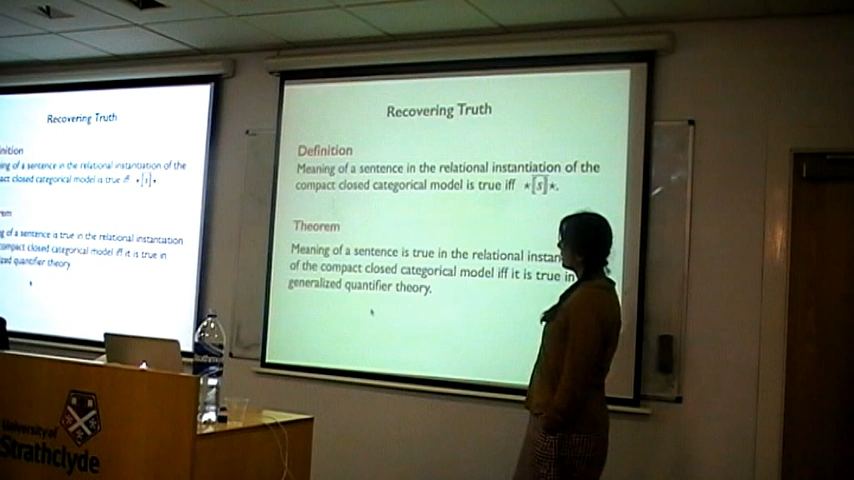 Recovering Truth
nition
ing of a sentence in the relational instantiation of the
act closed categorical model is true iff ⋆[s]⋆
em
g of a sentence is true in the relational instantiation
compact closed categorical model iff it is true in
ized quantifier theory
Recovering Truth
Definition
Meaning of a sentence in the relational instantiation of the
compact closed categorical model is true iff ⋆⟦s⟧⋆.
Theorem
Meaning of a sentence is true in the relational instan
of the compact closed categorical model iff it is true in
generalized quantifier theory.
University of
Strathclyde